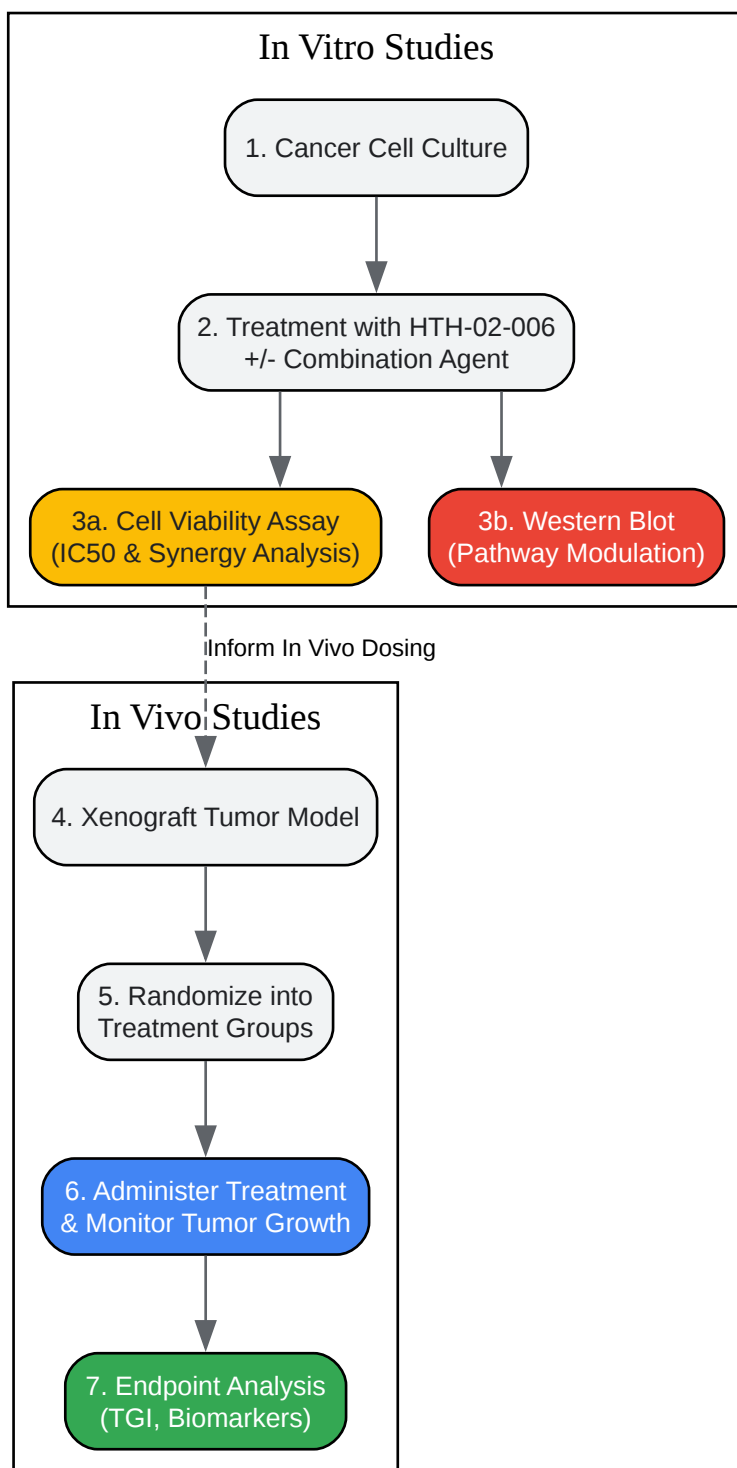 In Vitro Studies
1. Cancer Cell Culture
2. Treatment with HTH-02-006
+/- Combination Agent
3a. Cell Viability Assay
(IC50 & Synergy Analysis)
3b. Western Blot
(Pathway Modulation)
Inform In Vivo Dosing
In Vivo Studies
4. Xenograft Tumor Model
5. Randomize into
Treatment Groups
6. Administer Treatment
& Monitor Tumor Growth
7. Endpoint Analysis
(TGI, Biomarkers)